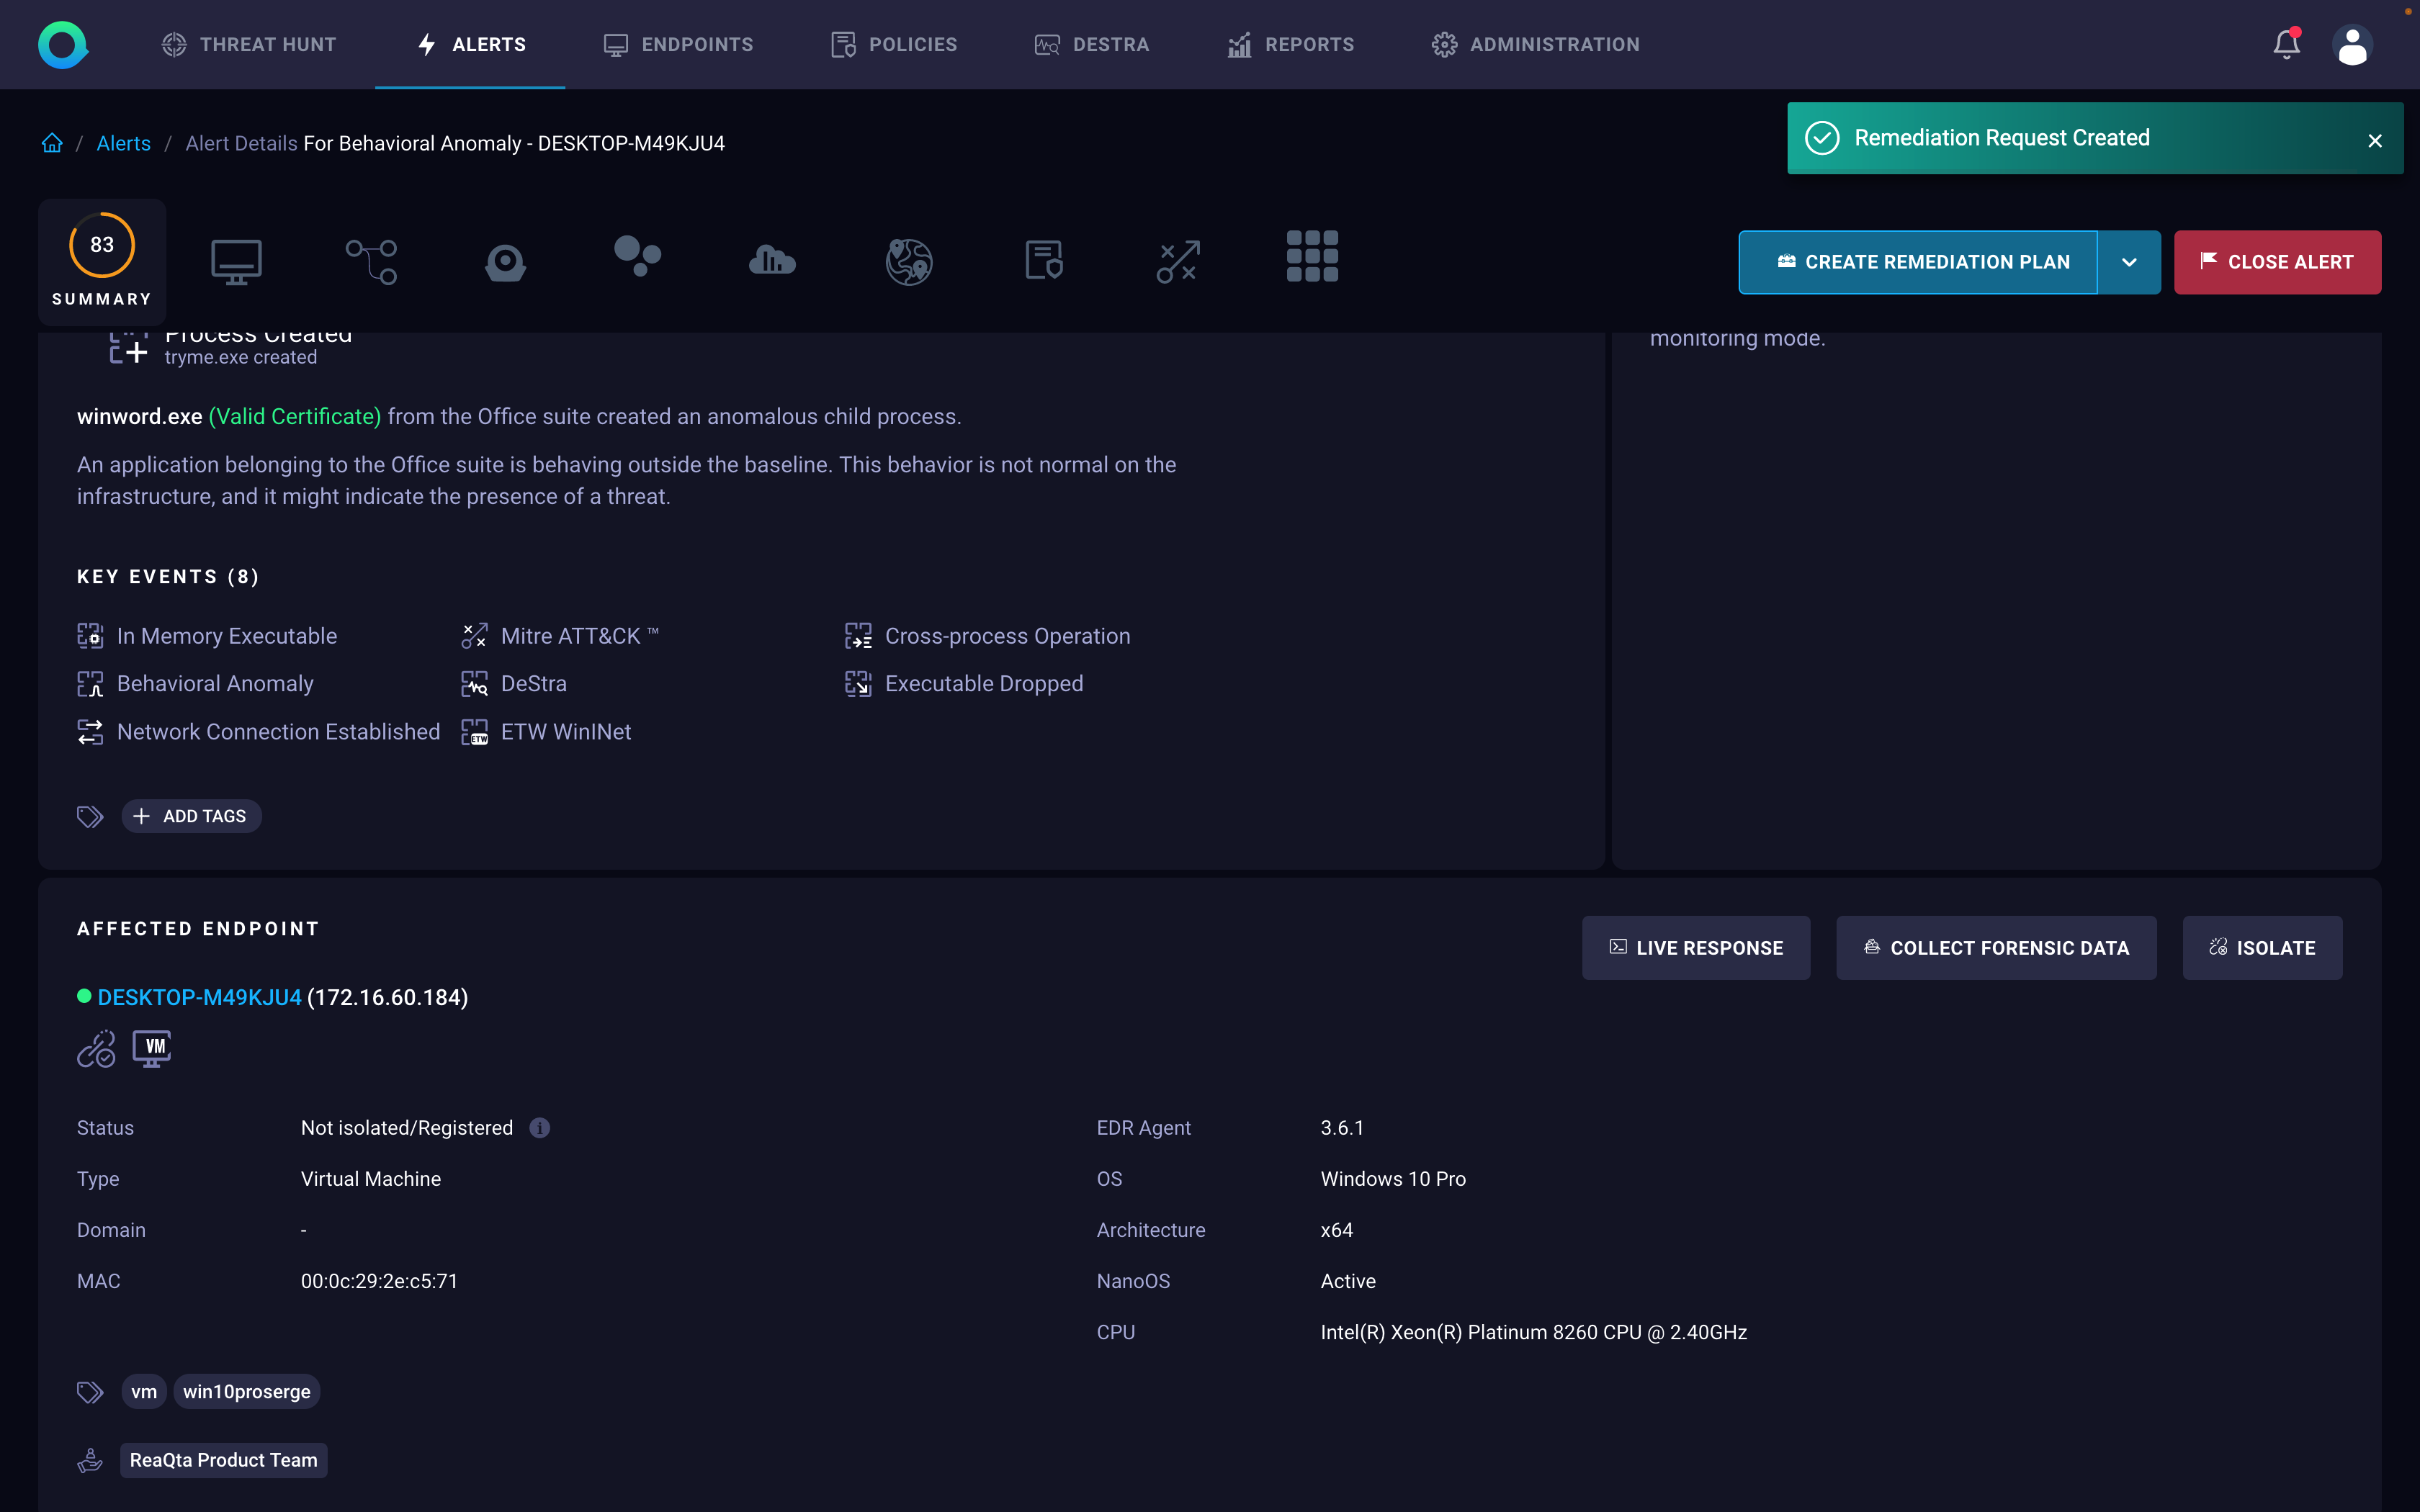 THREAT HUNT
ALERTS
ENDPOINTS
POLICIES
DESTRA
REPORTS
ADMINISTRATION
/ Alerts / Alert Details For Behavioral Anomaly - DESKTOP-M49KJU4
Remediation Request Created
83
SUMMARY
CREATE REMEDIATION PLAN
CLOSE ALERT
Process Created
tryme.exe created
monitoring mode.
winword.exe (Valid Certificate) from the Office suite created an anomalous child process.
An application belonging to the Office suite is behaving outside the baseline. This behavior is not normal on the
infrastructure, and it might indicate the presence of a threat.
KEY EVENTS (8)
In Memory Executable
Mitre ATT&CK ™
Cross-process Operation
Behavioral Anomaly
DeStra
Executable Dropped
Network Connection Established
ETW
ETW WinINet
ADD TAGS
AFFECTED ENDPOINT
LIVE RESPONSE
COLLECT FORENSIC DATA
ISOLATE
DESKTOP-M49KJU4 (172.16.60.184)
VM
Status Not isolated/Registered
EDR Agent 3.6.1
Type Virtual Machine
OS Windows 10 Pro
Domain -
Architecture x64
MAC 00:0c:29:2e:c5:71
NanoOS Active
CPU Intel(R) Xeon(R) Platinum 8260 CPU @ 2.40GHz
vm
win10proserge
ReaQta Product Team